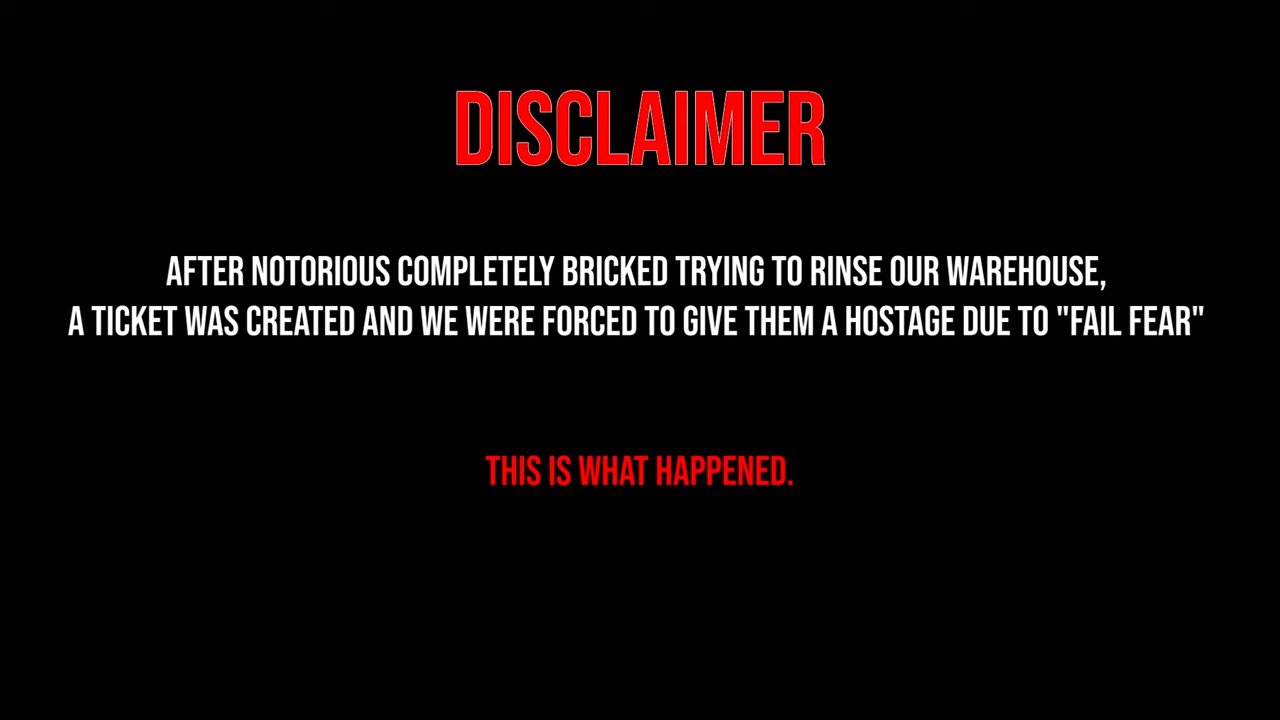 DISCLAIMER
AFTER NOTORIOUS COMPLETELY BRICKED TRYING TO RINSE OUR WAREHOUSE,
A TICKET WAS CREATED AND WE WERE FORCED TO GIVE THEM A HOSTAGE DUE TO "FAIL FEAR"
THIS IS WHAT HAPPENED.